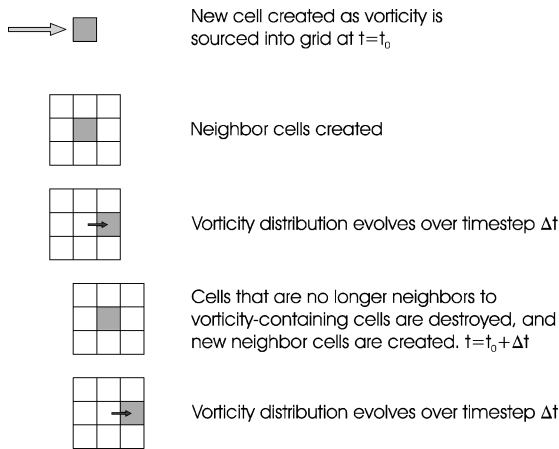 New cell created as vorticity is
sourced into grid at t=t₀
Neighbor cells created
Vorticity distribution evolves over timestep Δt
Cells that are no longer neighbors to
vorticity-containing cells are destroyed, and
new neighbor cells are created. t=t₀+Δt
Vorticity distribution evolves over timestep Δt